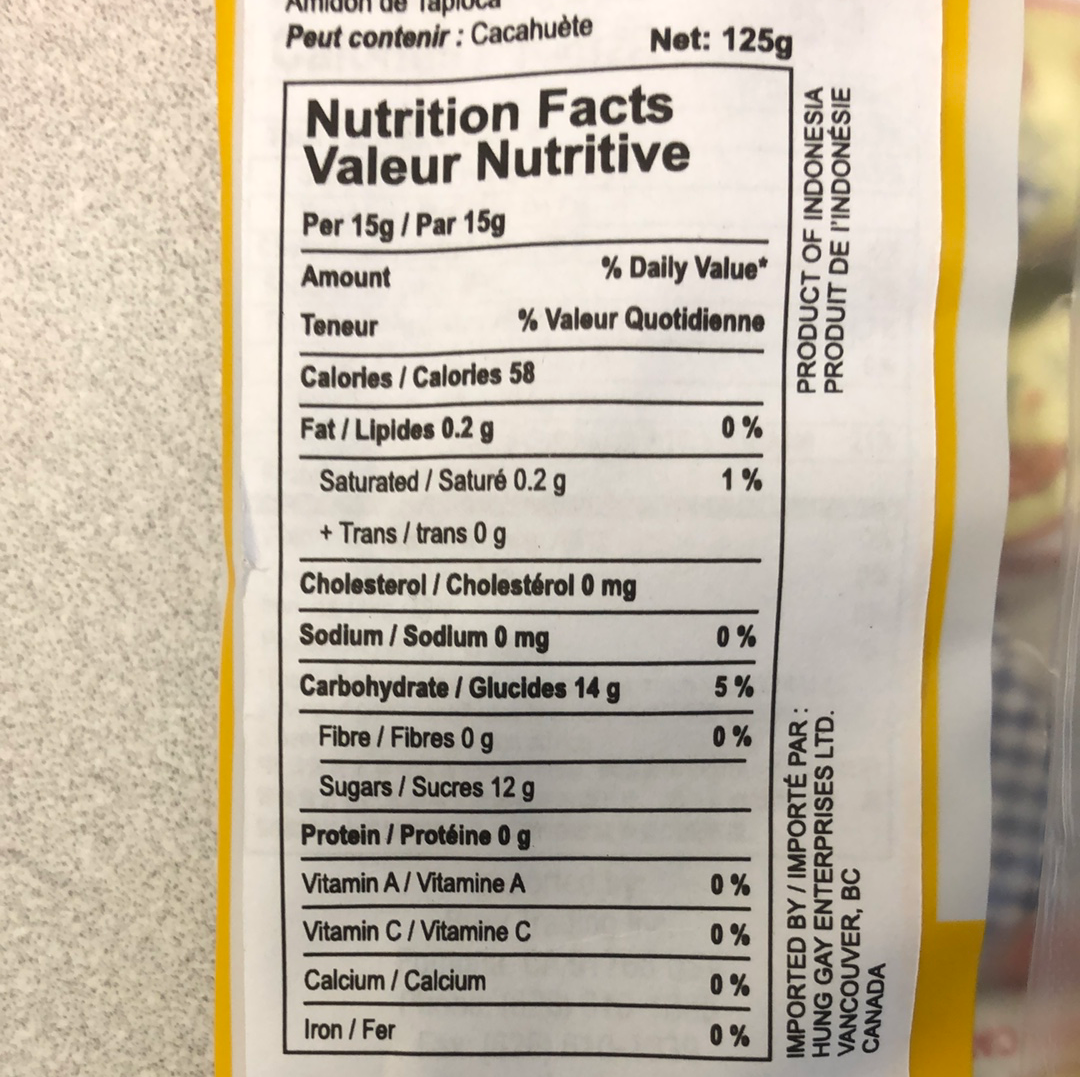 Amidon de Tapioca
Peut contenir : Cacahuète
Net: 125g
Nutrition Facts
Valeur Nutritive
Per 15g / Par 15g
Amount % Daily Value*
Teneur % Valeur Quotidienne
Calories / Calories 58
Fat / Lipides 0.2 g 0 %
Saturated / Saturé 0.2 g 1 %
+ Trans / trans 0 g
Cholesterol / Cholestérol 0 mg
Sodium / Sodium 0 mg 0 %
Carbohydrate / Glucides 14 g 5 %
Fibre / Fibres 0 g 0 %
Sugars / Sucres 12 g
Protein / Protéine 0 g
Vitamin A / Vitamine A 0 %
Vitamin C / Vitamine C 0 %
Calcium / Calcium 0 %
Iron / Fer 0 %
PRODUCT OF INDONESIA
PRODUIT DE l'INDONÉSIE
IMPORTED BY / IMPORTÉ PAR :
HUNG GAY ENTERPRISES LTD.
VANCOUVER, BC
CANADA